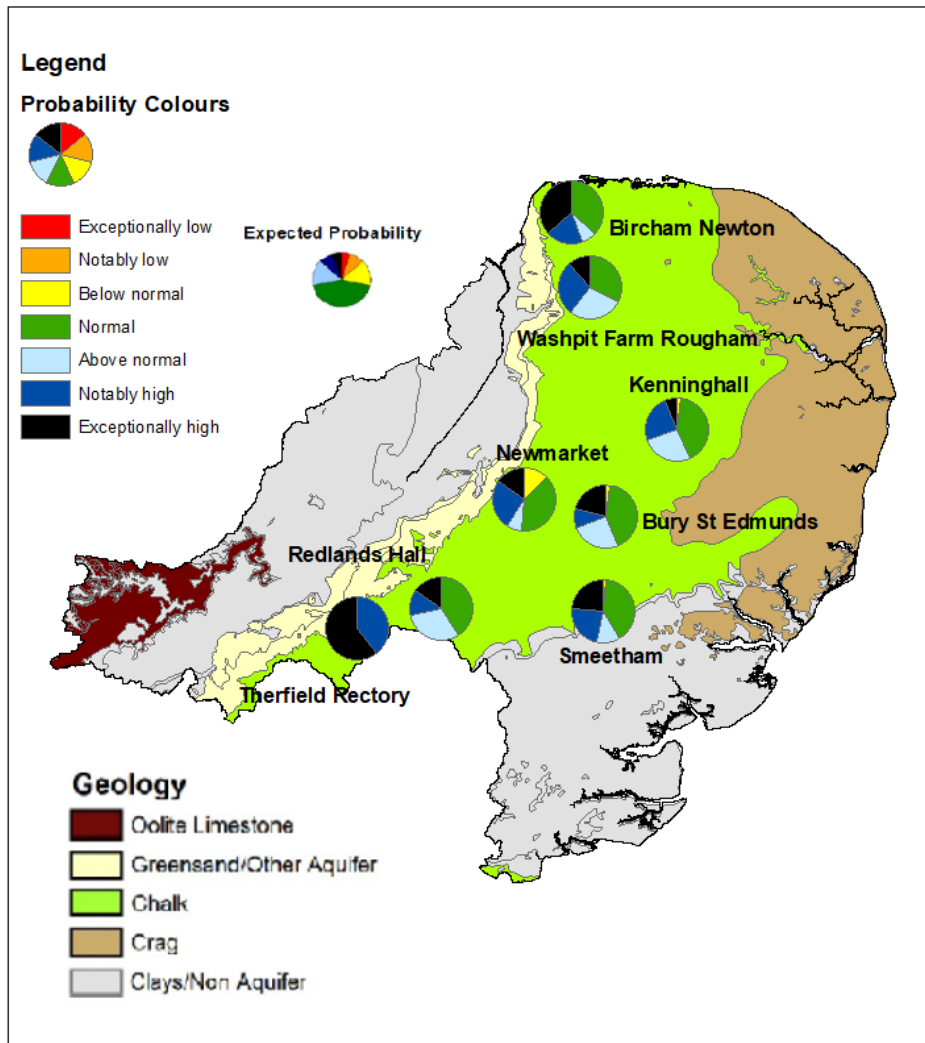 Legend
Probability Colours
Exceptionally low
Notably low
Below normal
Normal
Above normal
Notably high
Exceptionally high
Expected Probability
Bircham Newton
Washpit Farm Rougham
Kenninghall
Newmarket
Bury St Edmunds
Redlands Hall
Smeetham
Therfield Rectory
Geology
Oolite Limestone
Greensand/Other Aquifer
Chalk
Crag
Clays/Non Aquifer